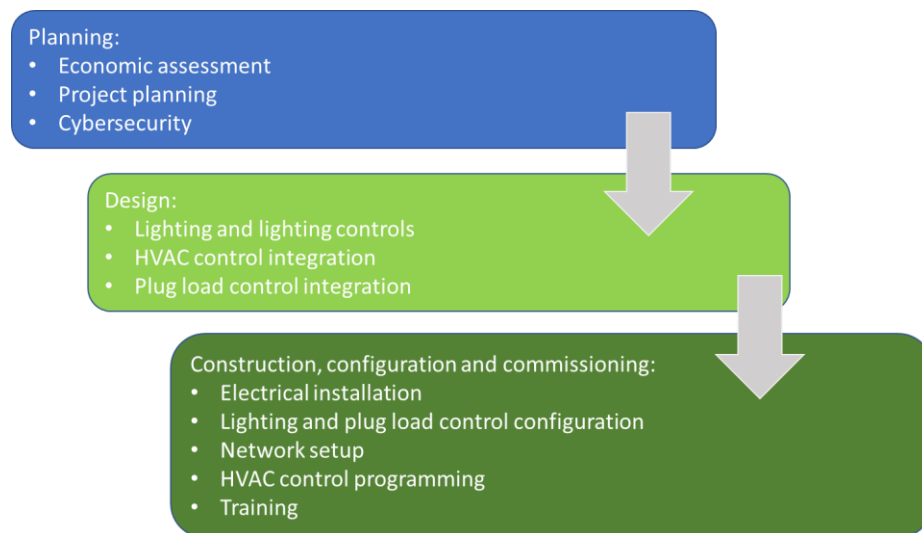 Planning:
• Economic assessment
• Project planning
• Cybersecurity
Design:
• Lighting and lighting controls
• HVAC control integration
• Plug load control integration
Construction, configuration and commissioning:
• Electrical installation
• Lighting and plug load control configuration
• Network setup
• HVAC control programming
• Training